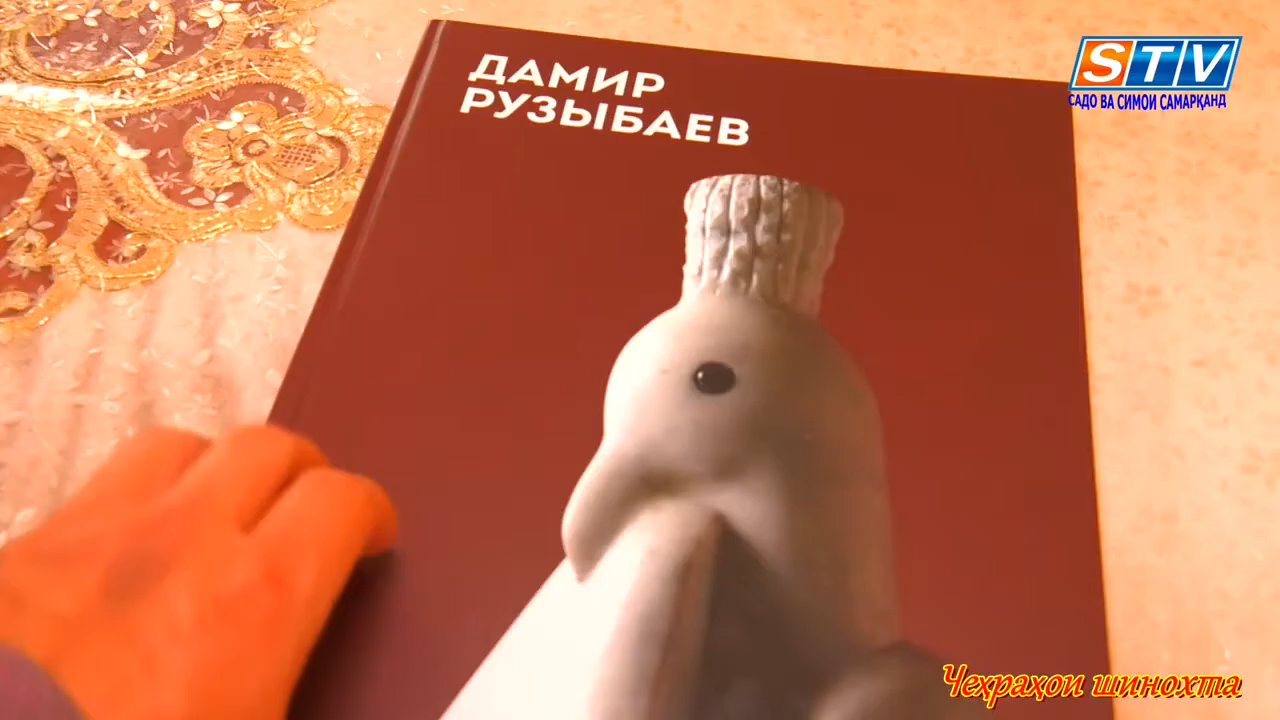 ДАМИР
РУЗЫБАЕВ
STV
САДО ВА СИМОИ САМАРҚАНД
Чеҳраҳои шинохта